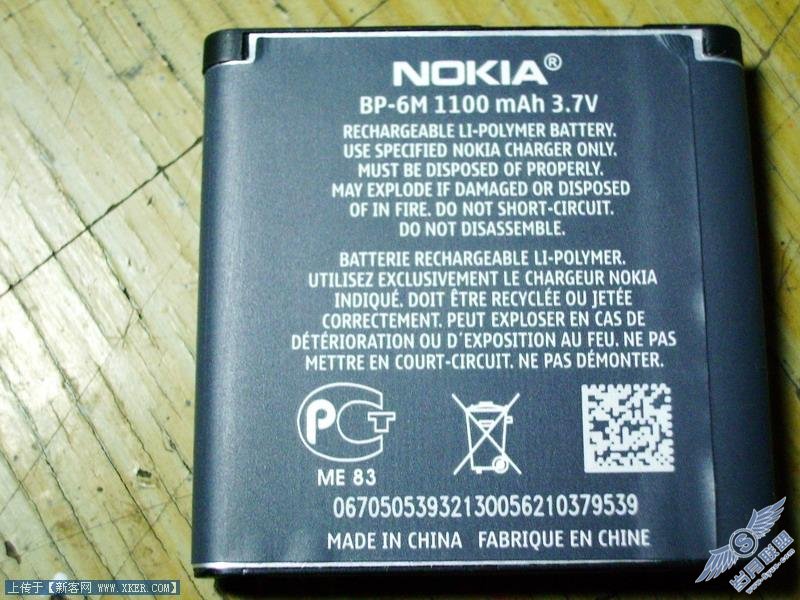 NOKIA®
BP-6M 1100 mAh 3.7V
RECHARGEABLE LI-POLYMER BATTERY.
USE SPECIFIED NOKIA CHARGER ONLY.
MUST BE DISPOSED OF PROPERLY.
MAY EXPLODE IF DAMAGED OR DISPOSED
OF IN FIRE. DO NOT SHORT-CIRCUIT.
DO NOT DISASSEMBLE.
BATTERIE RECHARGEABLE LI-POLYMER.
UTILISEZ EXCLUSIVEMENT LE CHARGEUR NOKIA
INDIQUÉ. DOIT ÊTRE RECYCLÉE OU JETÉE
CORRECTEMENT. PEUT EXPLOSER EN CAS DE
DÉTÉRIORATION OU D'EXPOSITION AU FEU. NE PAS
METTRE EN COURT-CIRCUIT. NE PAS DÉMONTER.
PCT
ME 83
0670505393213005621037953​9
MADE IN CHINA FABRIQUE EN CHINE
上传于【新客网 www.XKER.com】